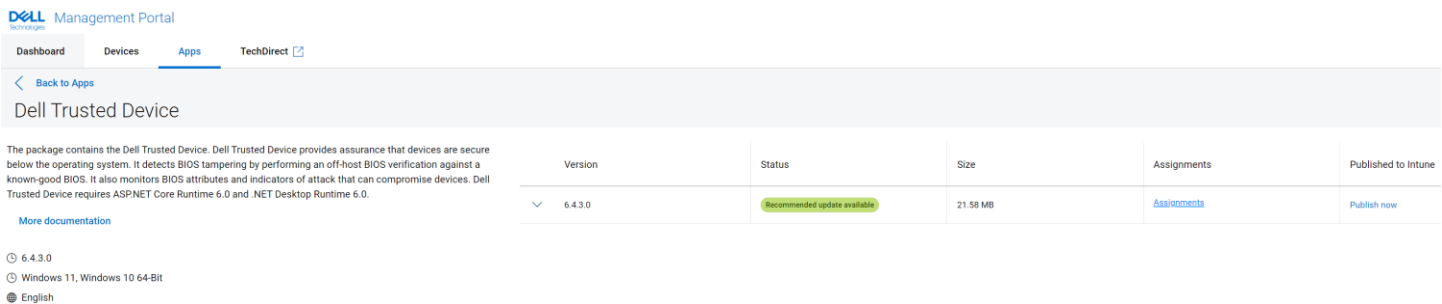 DELL Technologies Management Portal
Dashboard Devices Apps TechDirect
Back to Apps
Dell Trusted Device
The package contains the Dell Trusted Device. Dell Trusted Device provides assurance that devices are secure
below the operating system. It detects BIOS tampering by performing an off-host BIOS verification against a
known-good BIOS. It also monitors BIOS attributes and indicators of attack that can compromise devices. Dell
Trusted Device requires ASP.NET Core Runtime 6.0 and .NET Desktop Runtime 6.0.
More documentation
6.4.3.0
Windows 11, Windows 10 64-Bit
English
Version Status Size Assignments Published to Intune
6.4.3.0 Recommended update available 21.58 MB Assignments Publish now